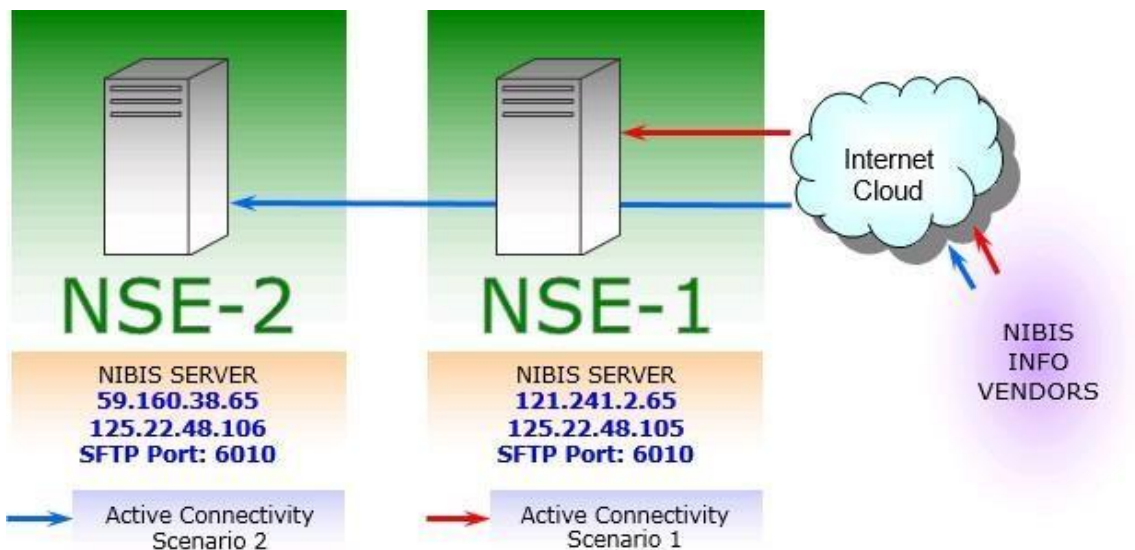 NSE-2
NIBIS SERVER
59.160.38.65
125.22.48.106
SFTP Port: 6010
Active Connectivity
Scenario 2
NSE-1
NIBIS SERVER
121.241.2.65
125.22.48.105
SFTP Port: 6010
Active Connectivity
Scenario 1
Internet
Cloud
NIBIS
INFO
VENDORS